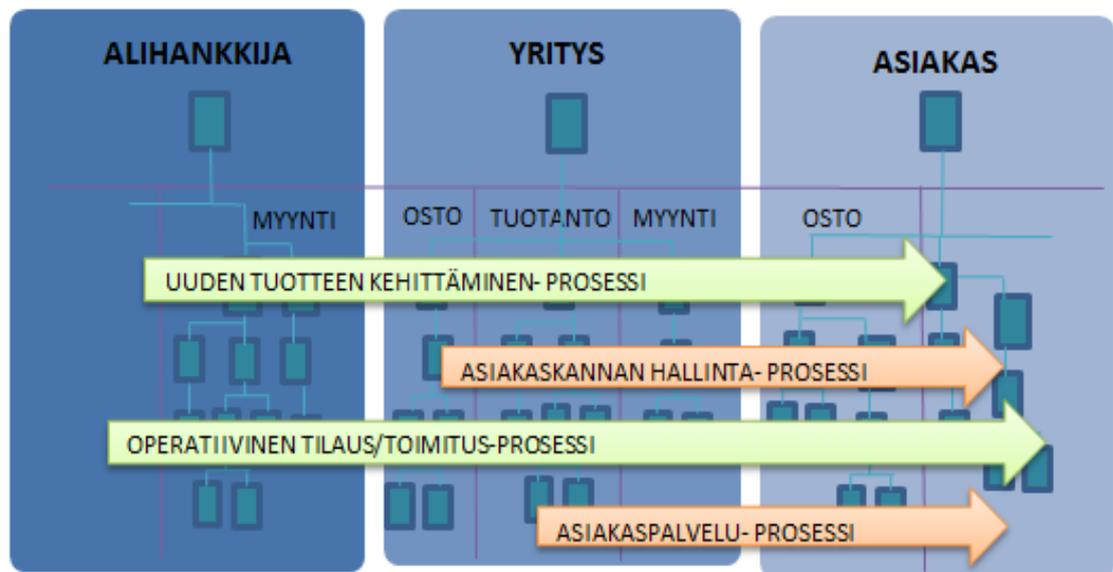 ALIHANKKIJA
YRITYS
ASIAKAS
MYYNTI
OSTO
TUOTANTO
MYYNTI
OSTO
UUDEN TUOTTEEN KEHITTÄMINEN- PROSESSI
ASIAKASKANNAN HALLINTA- PROSESSI
OPERATIIVINEN TILAUS/TOIMITUS-PROSESSI
ASIAKASPALVELU- PROSESSI